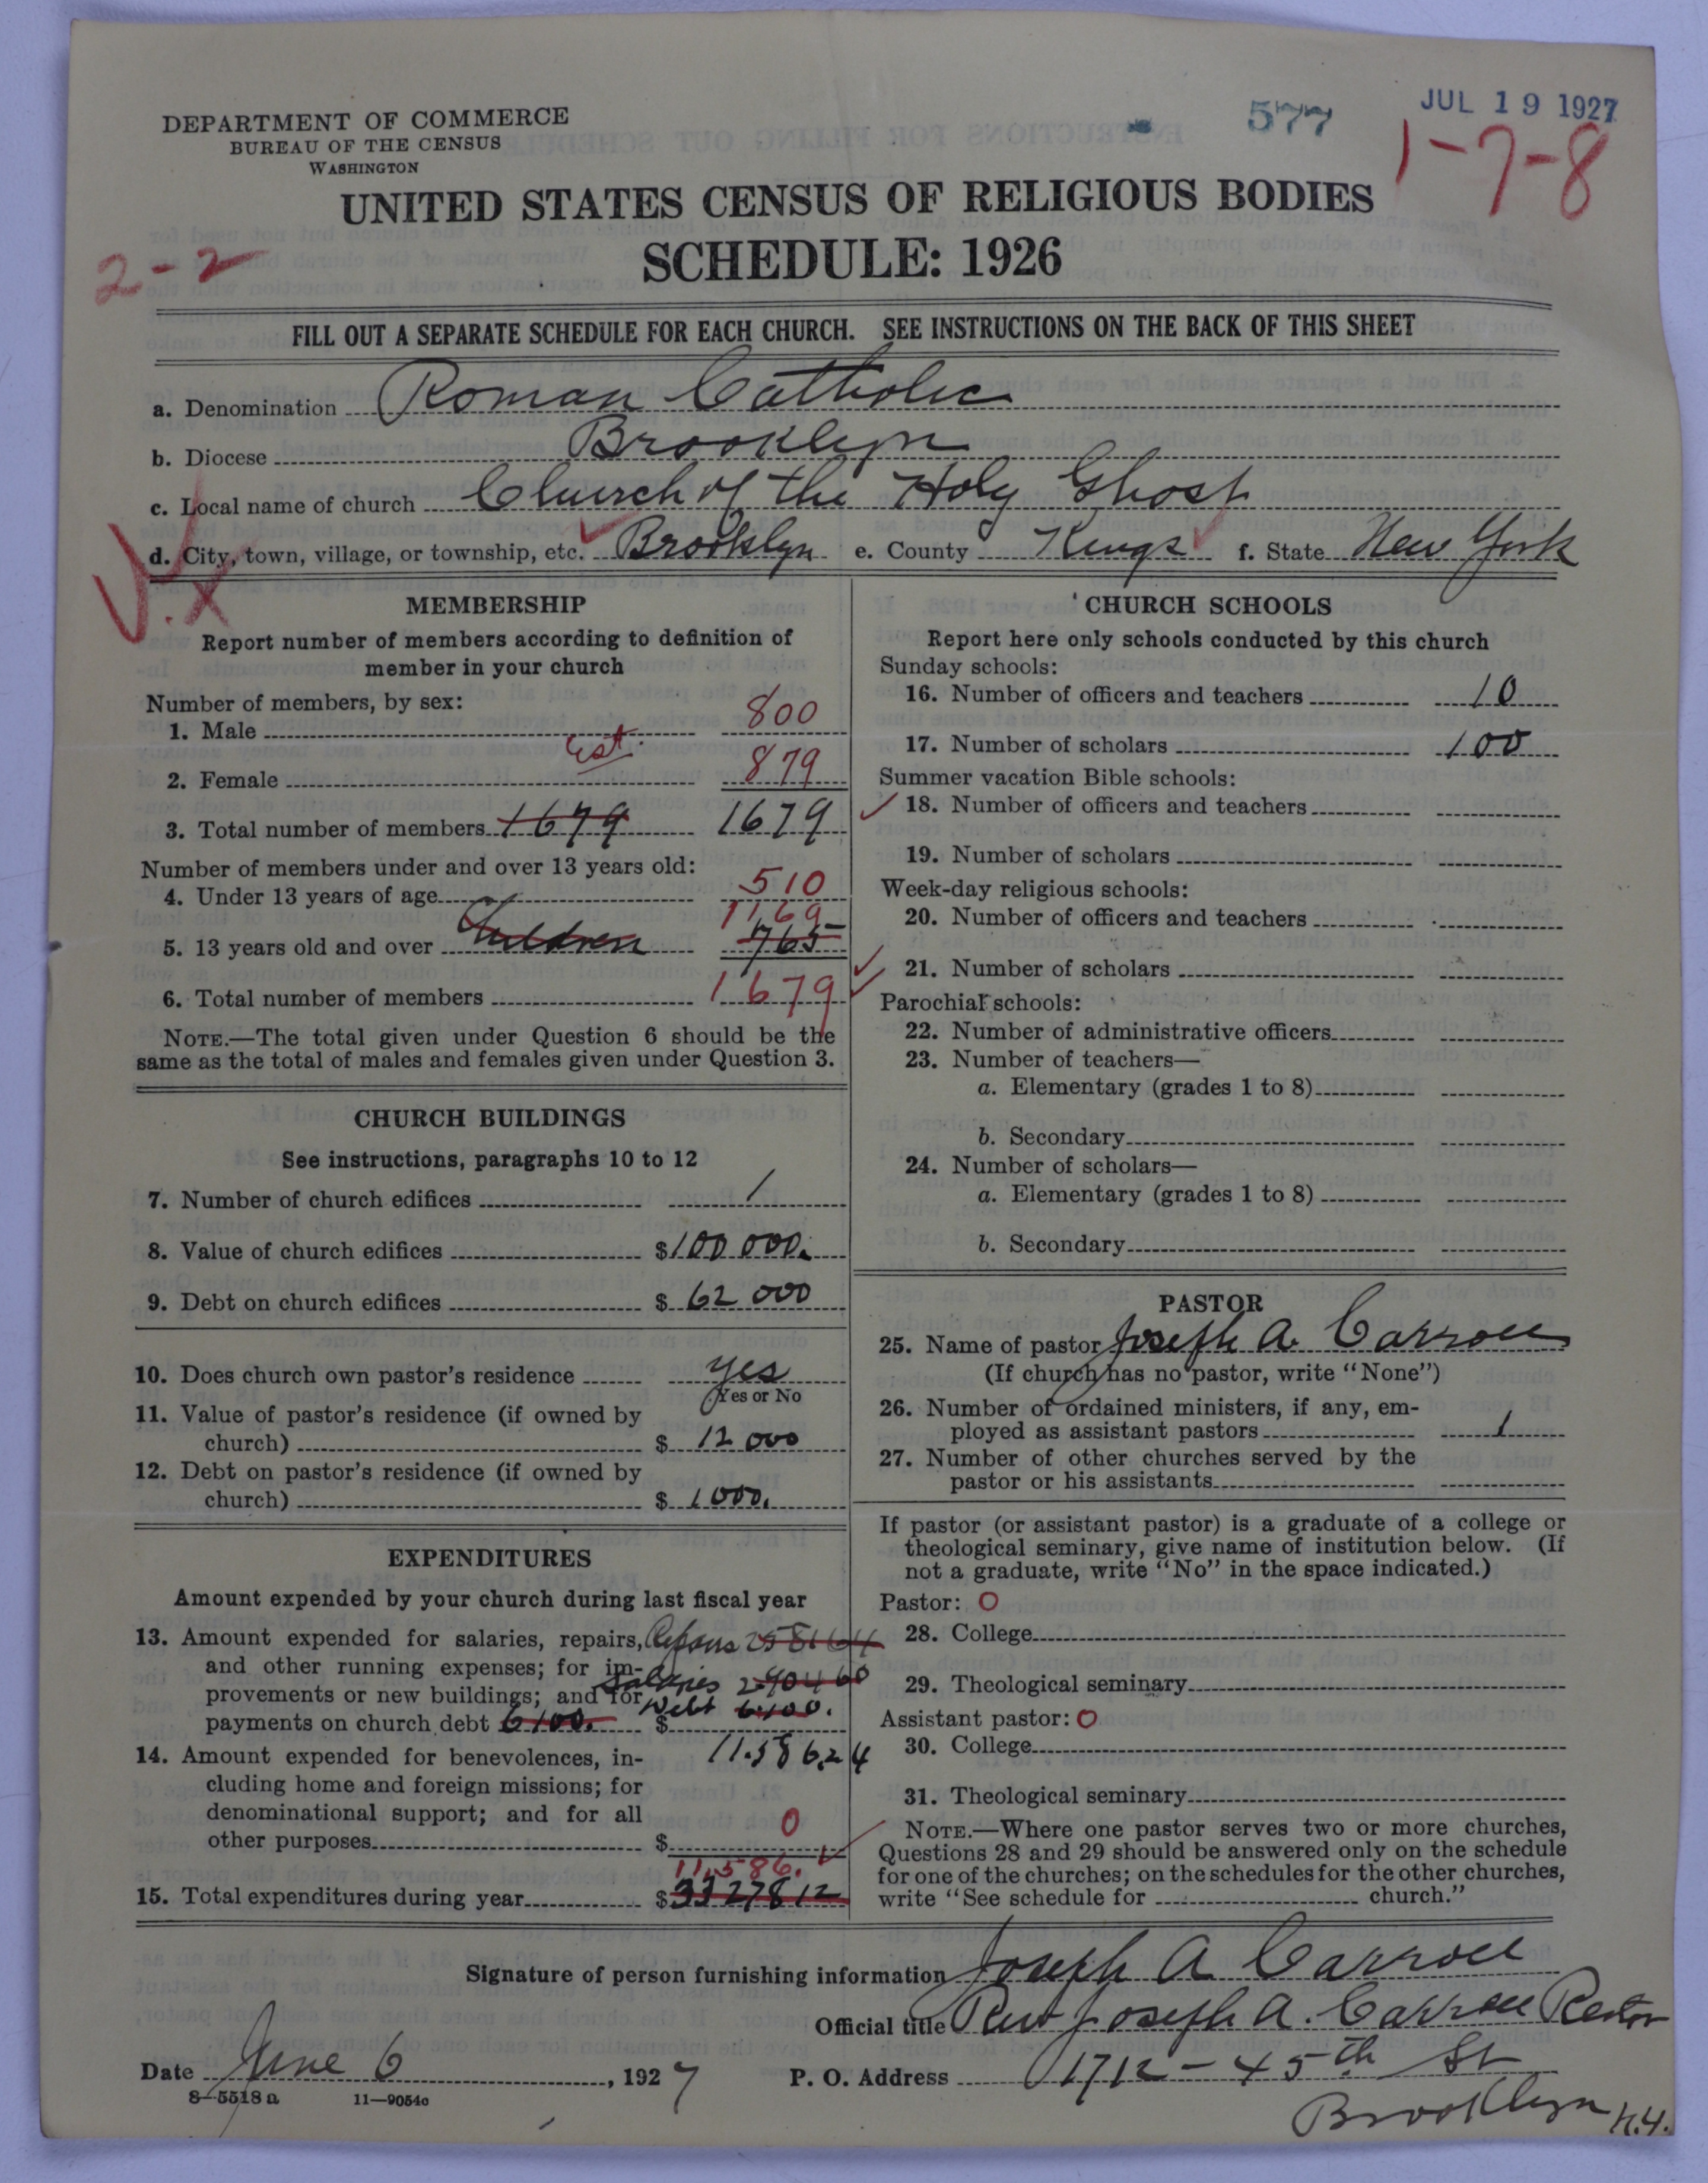 577
JUL 19 1927
1-7-8
DEPARTMENT OF COMMERCE
BUREAU OF THE CENSUS
WASHINGTON
UNITED STATES CENSUS OF RELIGIOUS BODIES
SCHEDULE: 1926
2-2
FILL OUT A SEPARATE SCHEDULE FOR EACH CHURCH. SEE INSTRUCTIONS ON THE BACK OF THIS SHEET
a. Denomination Roman Catholic
b. Diocese Brooklyn
c. Local name of church Church of the Holy Ghost
d. City, town, village, or township, etc. Brooklyn e. County Kings f. State New York
MEMBERSHIP
Report number of members according to definition of
member in your church
Number of members, by sex:
1. Male 800
est.
2. Female 879
3. Total number of members 1679 1679
Number of members under and over 13 years old:
4. Under 13 years of age 510
1169
5. 13 years old and over Children 765
6. Total number of members 1679
NOTE.—The total given under Question 6 should be the
same as the total of males and females given under Question 3.
CHURCH BUILDINGS
See instructions, paragraphs 10 to 12
7. Number of church edifices 1
8. Value of church edifices $100 000.
9. Debt on church edifices $ 62 000
10. Does church own pastor's residence yes
Yes or No
11. Value of pastor's residence (if owned by
church) $ 12 000
12. Debt on pastor's residence (if owned by
church) $ 1000.
EXPENDITURES
Amount expended by your church during last fiscal year
13. Amount expended for salaries, repairs, Repairs 2581 64
and other running expenses; for im-
Salaries 2904 60
provements or new buildings; and for Debt 6100.
payments on church debt 6100. $
11.586.24
14. Amount expended for benevolences, in-
cluding home and foreign missions; for
denominational support; and for all
other purposes $ 0
11,586.
15. Total expenditures during year $33278 12
CHURCH SCHOOLS
Report here only schools conducted by this church
Sunday schools:
16. Number of officers and teachers 10
17. Number of scholars 100
Summer vacation Bible schools:
18. Number of officers and teachers
19. Number of scholars
Week-day religious schools:
20. Number of officers and teachers
21. Number of scholars
Parochial schools:
22. Number of administrative officers
23. Number of teachers—
a. Elementary (grades 1 to 8)
b. Secondary
24. Number of scholars—
a. Elementary (grades 1 to 8)
b. Secondary
PASTOR
25. Name of pastor Joseph A. Carroll
(If church has no pastor, write "None")
26. Number of ordained ministers, if any, em-
ployed as assistant pastors 1
27. Number of other churches served by the
pastor or his assistants
If pastor (or assistant pastor) is a graduate of a college or
theological seminary, give name of institution below. (If
not a graduate, write "No" in the space indicated.)
Pastor: O
28. College
29. Theological seminary
Assistant pastor: O
30. College
31. Theological seminary
NOTE.—Where one pastor serves two or more churches,
Questions 28 and 29 should be answered only on the schedule
for one of the churches; on the schedules for the other churches,
write "See schedule for church."
Signature of person furnishing information Joseph A Carroll
Official title Rev Joseph A. Carroll Rector
Date June 6, 1927 P. O. Address 1712 - 45th St
Brooklyn N.Y.
8-5518 a 11-9054c